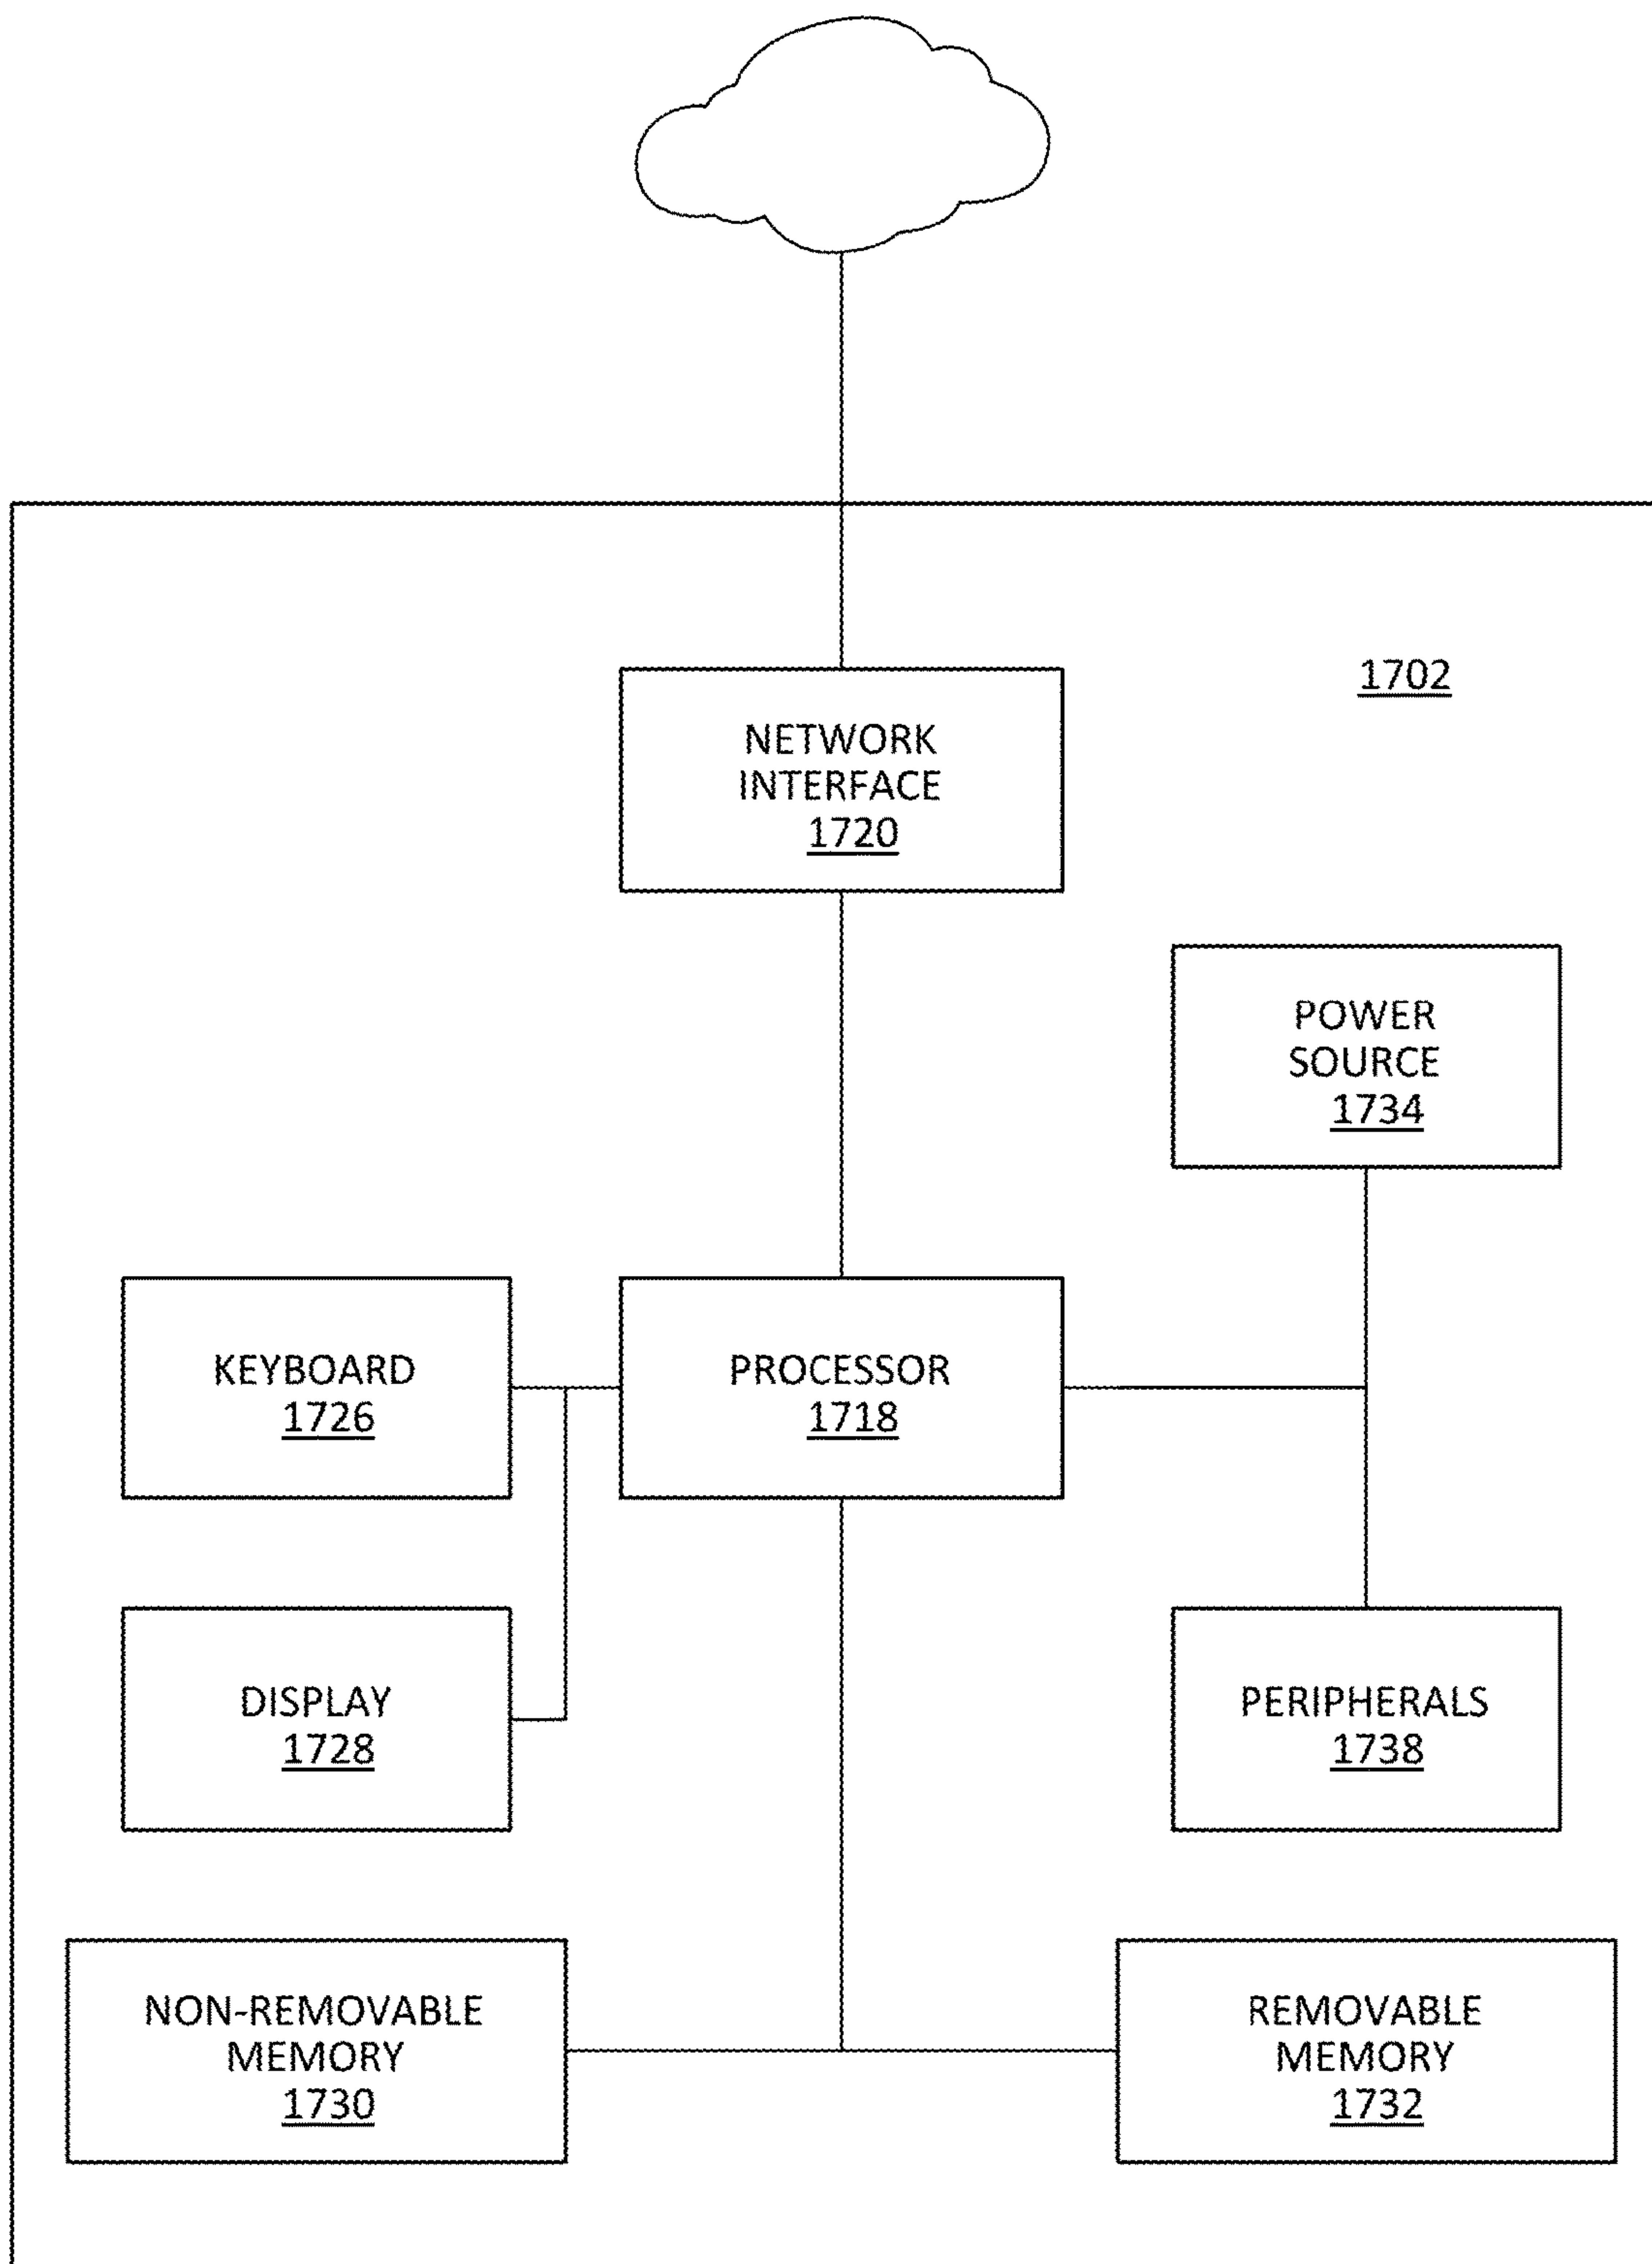 1702
NETWORK
INTERFACE
1720
POWER
SOURCE
1734
KEYBOARD
1726
PROCESSOR
1718
DISPLAY
1728
PERIPHERALS
1738
NON-REMOVABLE
MEMORY
1730
REMOVABLE
MEMORY
1732